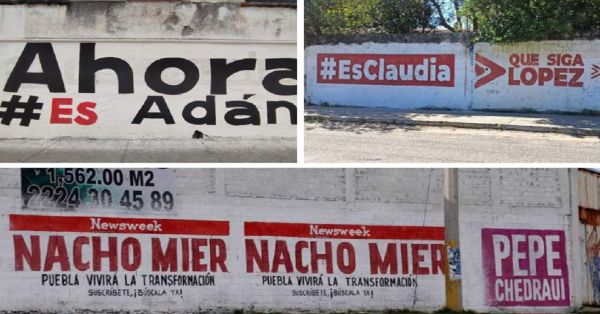 Ahora
#Es Adán
#EsClaudia
QUE SIGA
LOPEZ
1,562.00 M2
2224 30 45 89
Newsweek
NACHO MIER
PUEBLA VIVIRÁ LA TRANSFORMACIÓN
SUSCRÍBETE, ¡BÚSCALA YA!
Newsweek
NACHO MIER
PUEBLA VIVIRÁ LA TRANSFORMACIÓN
SUSCRÍBETE, ¡BÚSCALA YA!
PEPE
CHEDRAUI